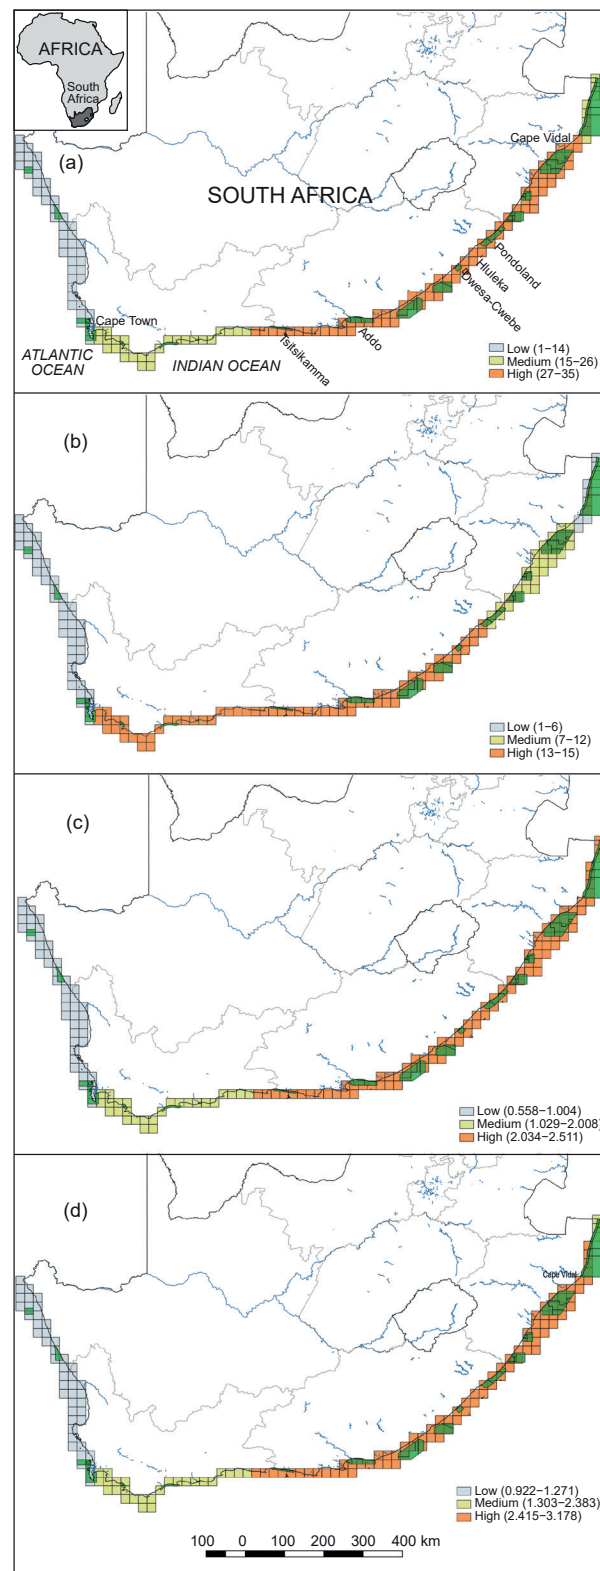 AFRICA
South
Africa
(a)
Cape Vidal
SOUTH AFRICA
Pondoland
Hluleka
Dwesa-Cwebe
Cape Town
Addo
Tsitsikamma
ATLANTIC
OCEAN
INDIAN OCEAN
Low (1–14)
Medium (15–26)
High (27–35)
(b)
Low (1–6)
Medium (7–12)
High (13–15)
(c)
Low (0.558–1.004)
Medium (1.029–2.008)
High (2.034–2.511)
(d)
Cape Vidal
Low (0.922–1.271)
Medium (1.303–2.383)
High (2.415–3.178)
100 0 100 200 300 400 km